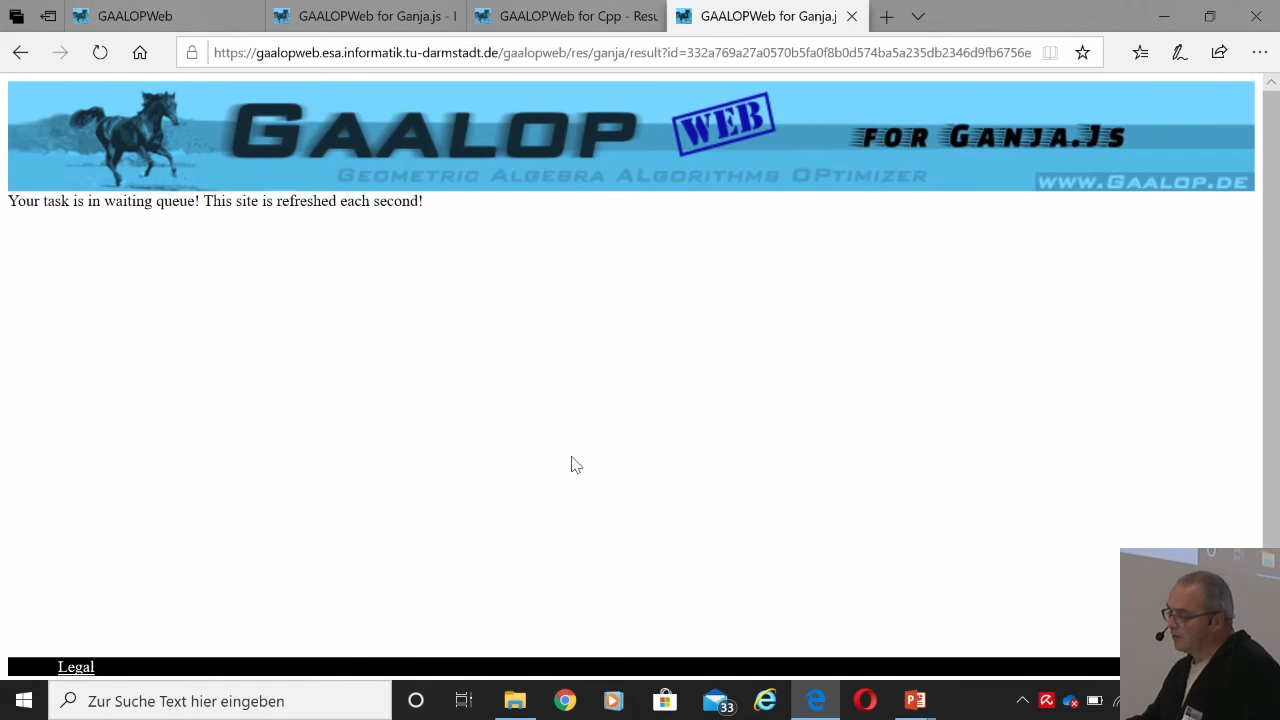 GAALOPWeb
GAALOPWeb for Ganja.js - I
GAALOPWeb for Cpp - Resu
GAALOPWeb for Ganja.j
https://gaalopweb.esa.informatik.tu-darmstadt.de/gaalopweb/res/ganja/result?id=332a769a27a0570b5fa0f8b0d574ba5a235db2346d9fb6756e
GAALOP WEB FOR GANJA.JS
GEOMETRIC ALGEBRA ALGORITHMS OPTIMIZER
WWW.GAALOP.DE
Your task is in waiting queue! This site is refreshed each second!
Legal
Zur Suche Text hier eingeben
33